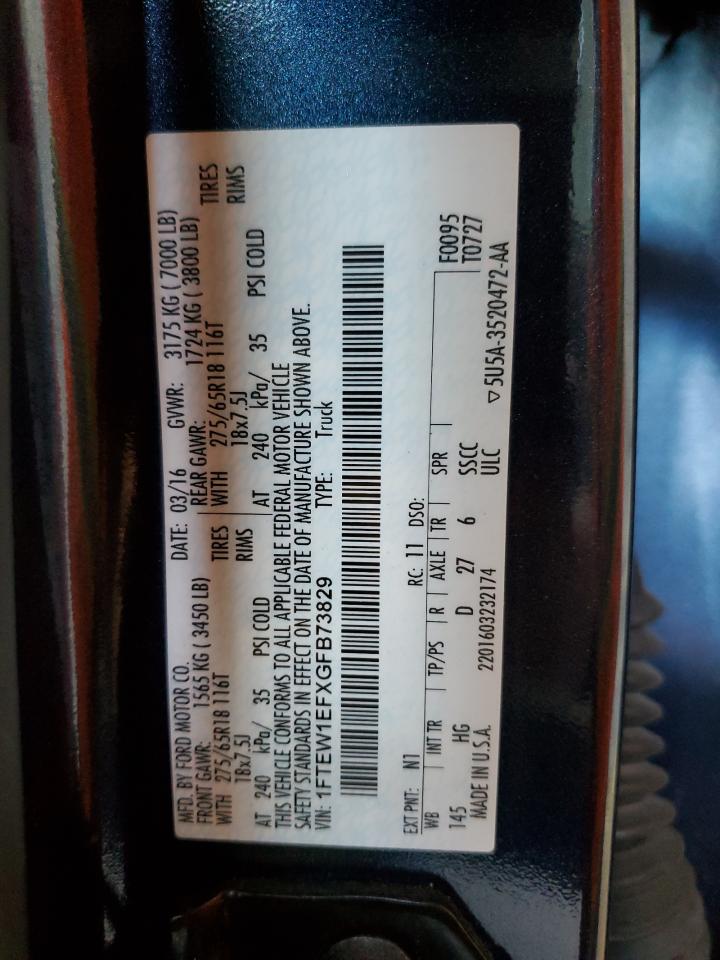 MFD. BY FORD MOTOR CO. DATE: 03/16 GVWR: 3175 KG ( 7000 LB)
FRONT GAWR: 1565 KG ( 3450 LB) REAR GAWR: 1724 KG ( 3800 LB)
WITH 275/65R18 116T TIRES WITH 275/65R18 116T TIRES
18x7.5J RIMS 18x7.5J RIMS
AT 240 kPa/ 35 PSI COLD AT 240 kPa/ 35 PSI COLD
THIS VEHICLE CONFORMS TO ALL APPLICABLE FEDERAL MOTOR VEHICLE
SAFETY STANDARDS IN EFFECT ON THE DATE OF MANUFACTURE SHOWN ABOVE.
VIN: 1FTEW1EFXGFB73829 TYPE: Truck
EXT PNT: N1 RC: 11 DSO:
WB INT TR TP/PS R AXLE TR SPR F0095
T0727
145 HG D 27 6 SSCC
ULC
MADE IN U.S.A. 2201603232174 ▽5U5A-3520472-AA